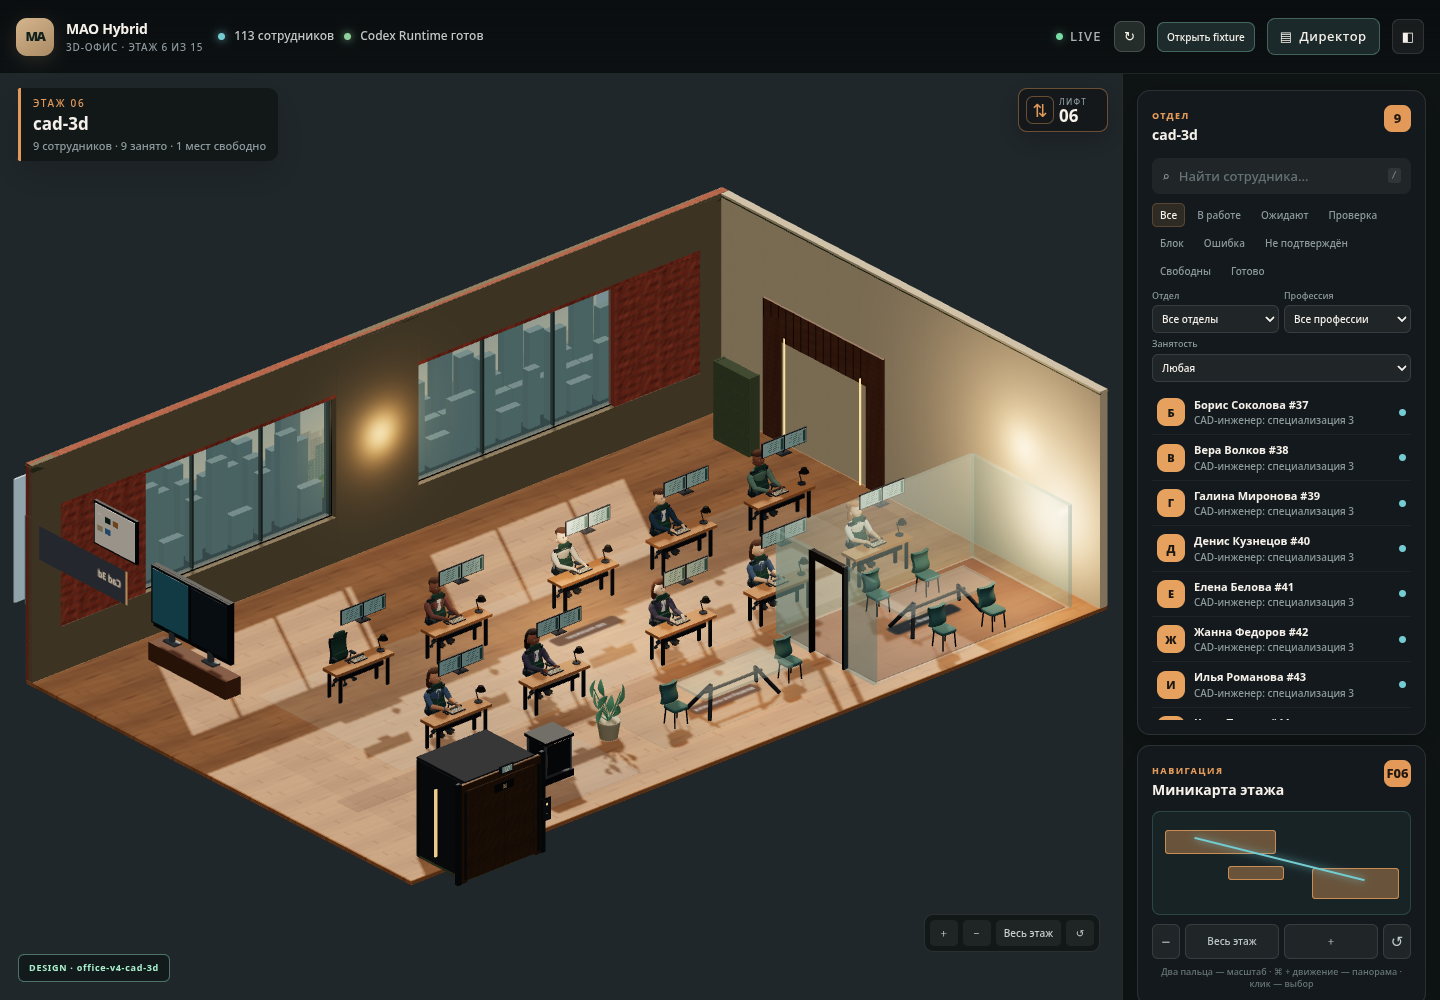 MA
MAO Hybrid
3D-ОФИС · ЭТАЖ 6 ИЗ 15
113 сотрудников
Codex Runtime готов
LIVE
Открыть fixture
Директор
ЭТАЖ 06
cad-3d
9 сотрудников · 9 занято · 1 мест свободно
ЛИФТ
06
Cad 3d
ОТДЕЛ
cad-3d
9
Найти сотрудника...
/
Все
В работе
Ожидают
Проверка
Блок
Ошибка
Не подтверждён
Свободны
Готово
Отдел
Профессия
Все отделы
Все профессии
Занятость
Любая
Б
Борис Соколова #37
CAD-инженер: специализация 3
В
Вера Волков #38
CAD-инженер: специализация 3
Г
Галина Миронова #39
CAD-инженер: специализация 3
Д
Денис Кузнецов #40
CAD-инженер: специализация 3
Е
Елена Белова #41
CAD-инженер: специализация 3
Ж
Жанна Федоров #42
CAD-инженер: специализация 3
И
Илья Романова #43
CAD-инженер: специализация 3
НАВИГАЦИЯ
Миникарта этажа
F06
− Весь этаж + ↺
Два пальца — масштаб · ⌘ + движение — панорама ·
клик — выбор
+ − Весь этаж ↺
DESIGN · office-v4-cad-3d